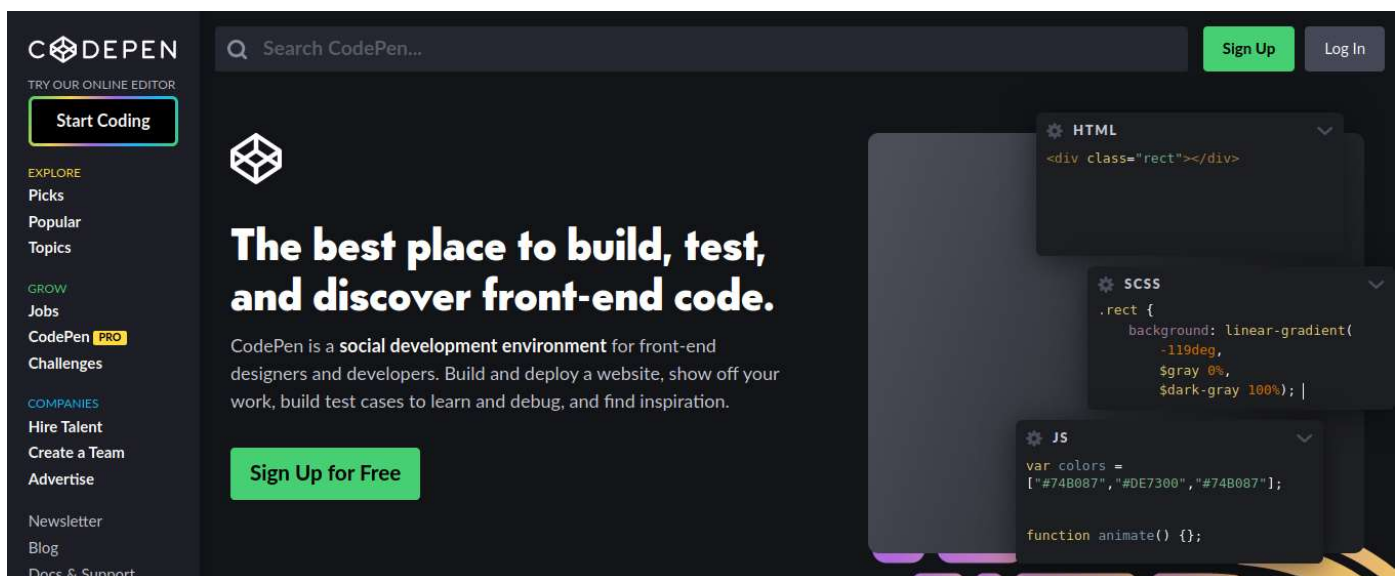 CODEPEN
TRY OUR ONLINE EDITOR
Start Coding
EXPLORE
Picks
Popular
Topics
GROW
Jobs
CodePen PRO
Challenges
COMPANIES
Hire Talent
Create a Team
Advertise
Newsletter
Blog
Docs & Support
Search CodePen...
Sign Up
Log In
The best place to build, test,
and discover front-end code.
CodePen is a social development environment for front-end
designers and developers. Build and deploy a website, show off your
work, build test cases to learn and debug, and find inspiration.
Sign Up for Free
HTML
<div class="rect"></div>
SCSS
.rect {
background: linear-gradient(
-119deg,
$gray 0%,
$dark-gray 100%);
JS
var colors =
["#74B087","#DE7300","#74B087"];
function animate() {};